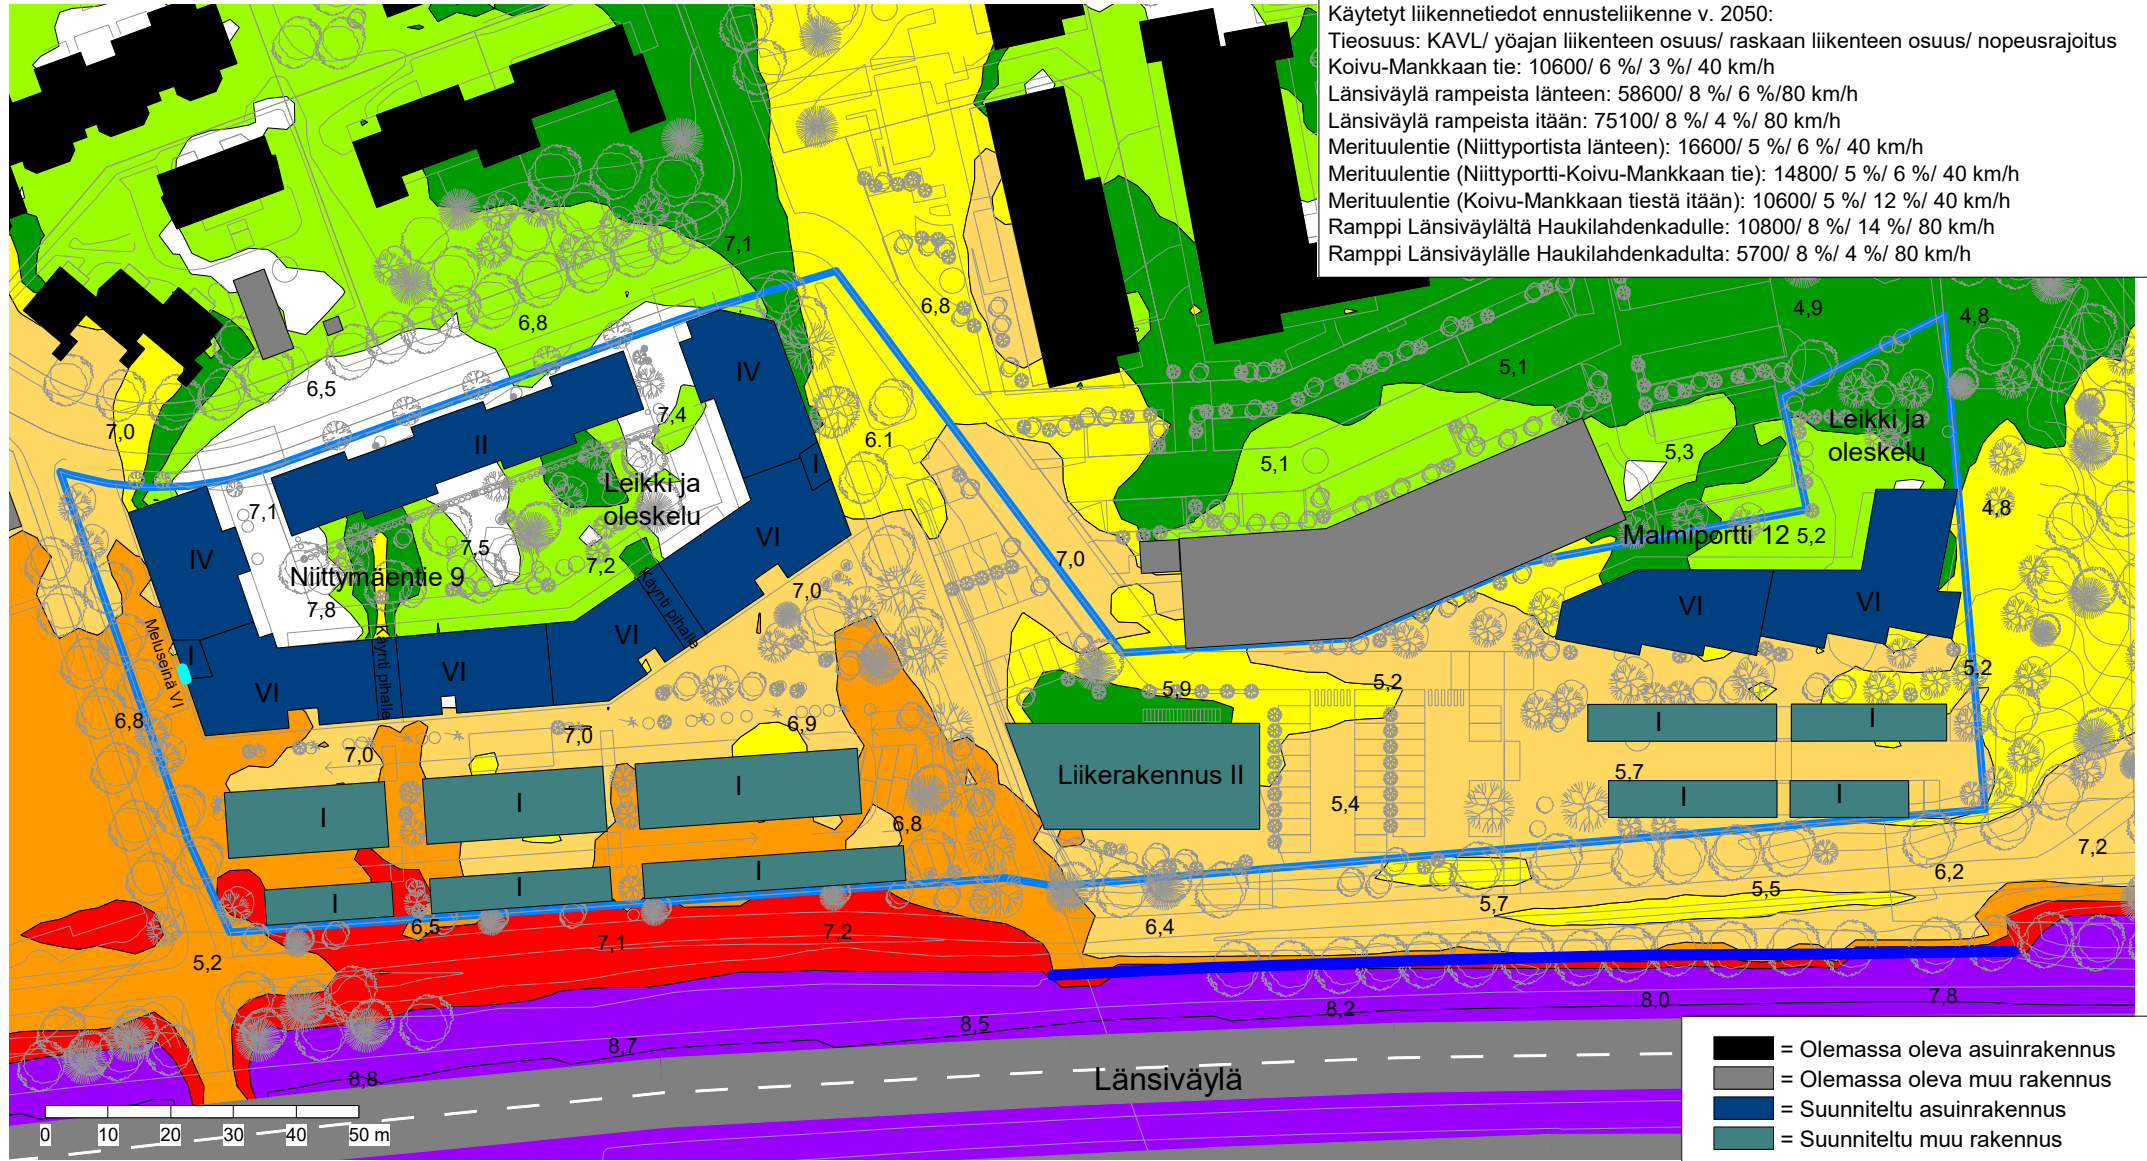 Käytetyt liikennetiedot ennusteliikenne v. 2050:
Tieosuus: KAVL/ yöajan liikenteen osuus/ raskaan liikenteen osuus/ nopeusrajoitus
Koivu-Mankkaan tie: 10600/ 6 %/ 3 %/ 40 km/h
Länsiväylä rampeista länteen: 58600/ 8 %/ 6 %/80 km/h
Länsiväylä rampeista itään: 75100/ 8 %/ 4 %/ 80 km/h
Merituulentie (Niittyportista länteen): 16600/ 5 %/ 6 %/ 40 km/h
Merituulentie (Niittyportti-Koivu-Mankkaan tie): 14800/ 5 %/ 6 %/ 40 km/h
Merituulentie (Koivu-Mankkaan tiestä itään): 10600/ 5 %/ 12 %/ 40 km/h
Ramppi Länsiväylältä Haukilahdenkadulle: 10800/ 8 %/ 14 %/ 80 km/h
Ramppi Länsiväylälle Haukilahdenkadulta: 5700/ 8 %/ 4 %/ 80 km/h
7,1
6,8
6,8
4,9
4,8
6,5
IV
5,1
7,0
7,4
II
6.1
Leikki ja
oleskelu
5,3
5,1
I
Leikki ja
oleskelu
7,1
4,8
IV
VI
Malmiportti 12
5,2
7,5
7,2
7,0
Niittymäentie 9
7,8
7,0
Käynti pihalle
VI
VI
VI
Meluseinä VI
I
Käynti pihalle
VI
VI
5,2
5,9
5,2
6,8
7,0
7,0
6,9
I
I
Liikerakennus II
5,7
I
I
I
I
I
5,4
6,8
7,2
I
I
I
6,2
5,5
5,7
6,5
7,1
7,2
6,4
5,2
8,7
8,5
8,2
8,0
7,8
8,8
Länsiväylä
0 10 20 30 40 50 m
= Olemassa oleva asuinrakennus
= Olemassa oleva muu rakennus
= Suunniteltu asuinrakennus
= Suunniteltu muu rakennus